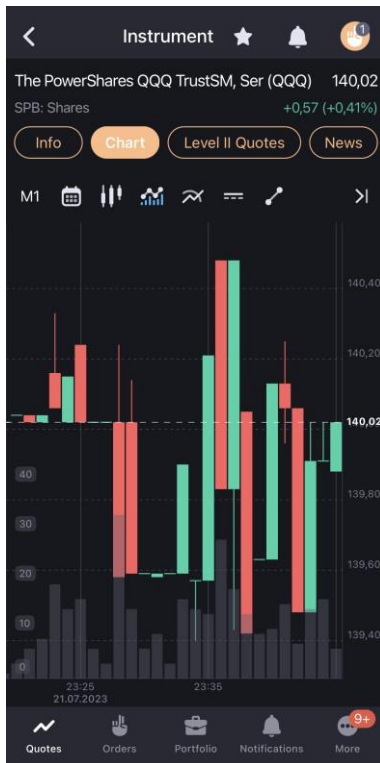 Instrument
1
The PowerShares QQQ TrustSM, Ser (QQQ) 140,02
SPB: Shares +0,57 (+0,41%)
Info Chart Level II Quotes News
M1
140,40
140,20
140,02
40
139,80
30
139,60
20
10
139,40
0
23:25 23:35
21.07.2023
9+
Quotes Orders Portfolio Notifications More